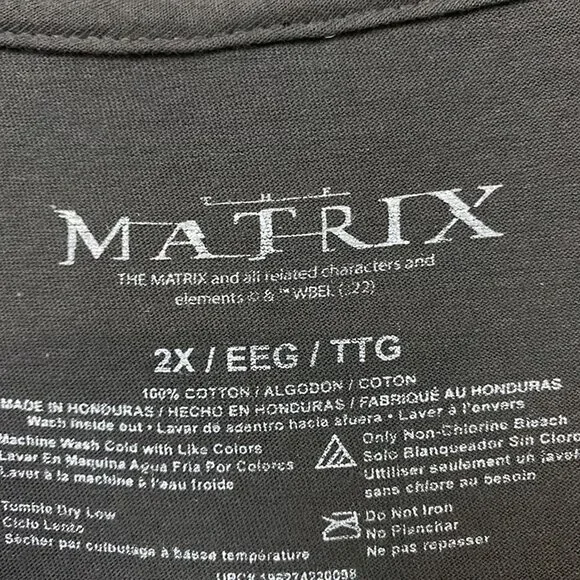 THE
MATRIX
THE MATRIX and all related characters and
elements © & ™ WBEI. (s22)
2X / EEG / TTG
100% COTTON / ALGODON / COTON
MADE IN HONDURAS / HECHO EN HONDURAS / FABRIQUÉ AU HONDURAS
Wash inside out • Lavar de adentro hacia afuera • Laver à l'envers
Machine Wash Cold with Like Colors
Lavar En Maquina Agua Fria Por Colores
Laver à la machine à l'eau froide
Only Non-Chlorine Bleach
Solo Blanqueador Sin Cloro
Utiliser seulement un javel
sans chlore au besoin
Tumble Dry Low
Ciclo Lento
Sécher par culbutage à basse température
Do Not Iron
No Planchar
Ne pas repasser